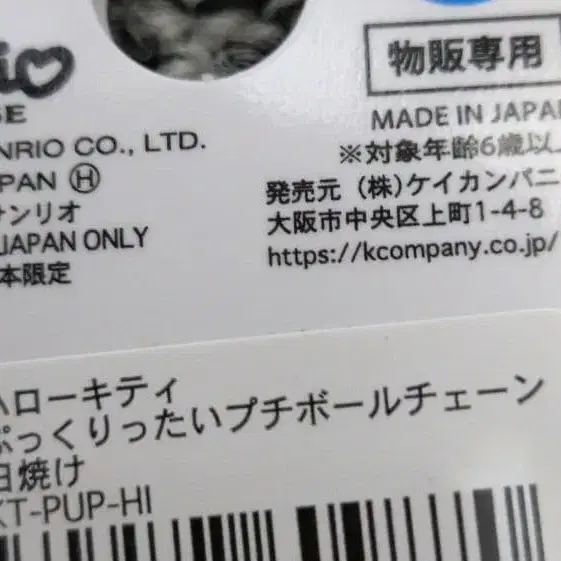 物販専用
MADE IN JAPAN
※対象年齢6歳以
CO., LTD.
Ⓗ
サンリオ
JAPAN ONLY
本限定
発売元 (株)ケイカンパニ
大阪市中央区上町1-4-8
https://kcompany.co.jp/
ハローキティ
ぷっくりったいプチボールチェーン
日焼け
KT-PUP-HI